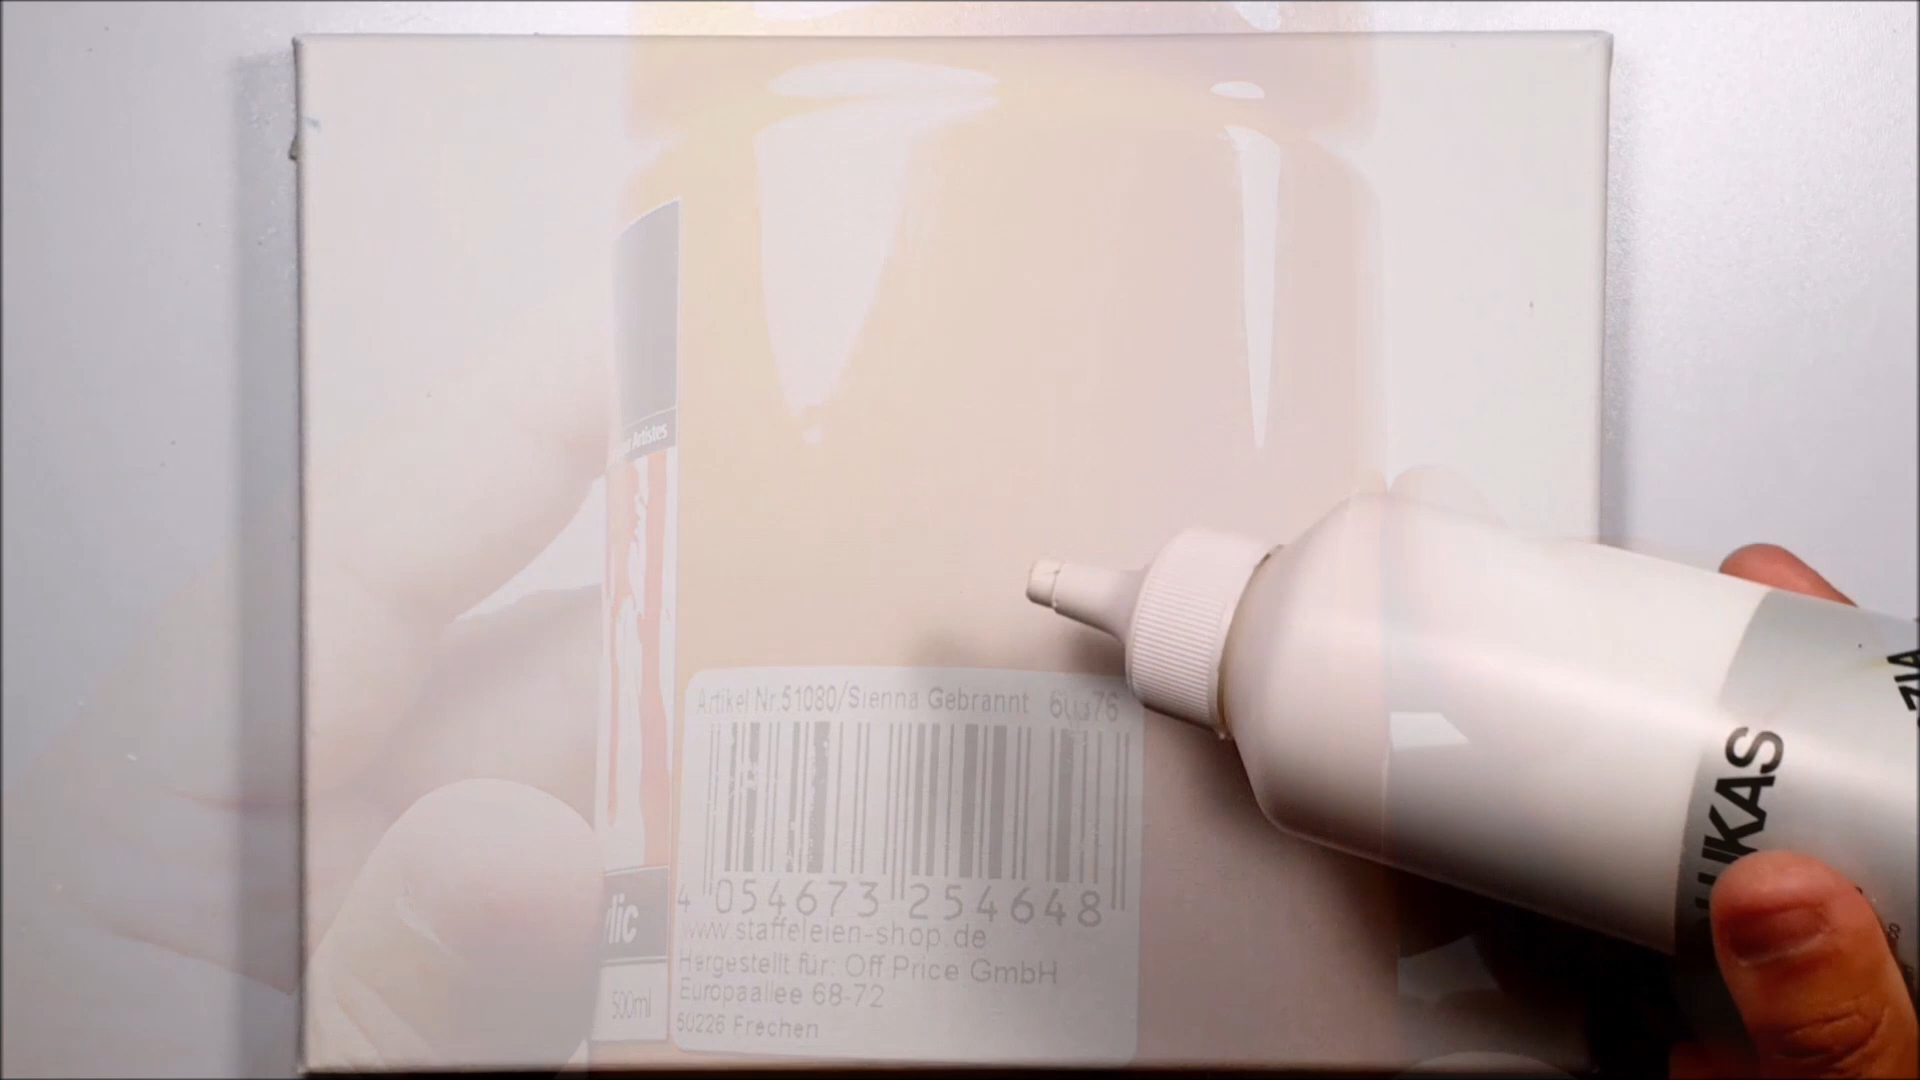 Artistes
Artikel Nr.51080/Sienna Gebrannt
4 054673 254648
www.staffeleien-shop.de
Hergestellt für: Off Price GmbH
Europaallee 68-72
50226 Frechen
500ml
LUKAS